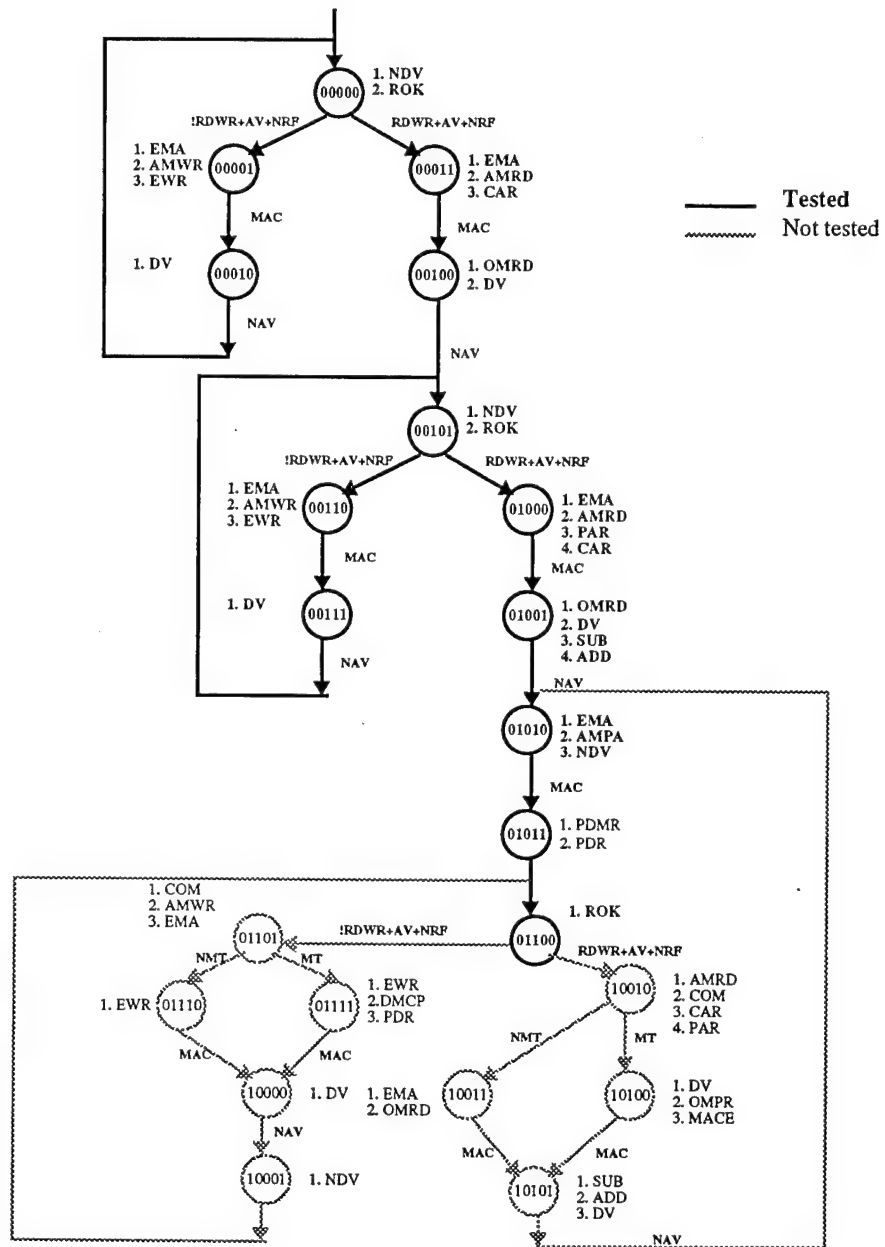 1. NDV
2. ROK
00000
!RDWR+AV+NRF
RDWR+AV+NRF
1. EMA
2. AMWR
3. EWR
00001
00011
1. EMA
2. AMRD
3. CAR
MAC
MAC
1. DV
00010
00100
1. OMRD
2. DV
NAV
NAV
Tested
Not tested
1. NDV
2. ROK
00101
!RDWR+AV+NRF
RDWR+AV+NRF
1. EMA
2. AMWR
3. EWR
00110
01000
1. EMA
2. AMRD
3. PAR
4. CAR
MAC
MAC
1. DV
00111
01001
1. OMRD
2. DV
3. SUB
4. ADD
NAV
NAV
01010
1. EMA
2. AMPA
3. NDV
MAC
01011
1. PDMR
2. PDR
1. COM
2. AMWR
3. EMA
1. ROK
01101
!RDWR+AV+NRF
01100
RDWR+AV+NRF
NMT
MT
1. EWR
01110
01111
1. EWR
2.DMCP
3. PDR
10010
1. AMRD
2. COM
3. CAR
4. PAR
MAC
MAC
NMT
MT
10000
1. DV
1. EMA
2. OMRD
10011
10100
1. DV
2. OMPR
3. MACE
NAV
MAC
MAC
10001
1. NDV
10101
1. SUB
2. ADD
3. DV
NAV